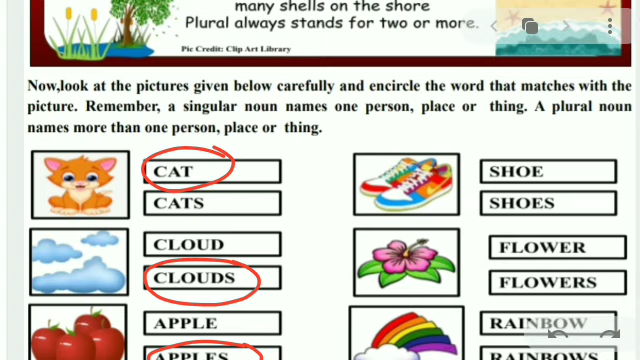 many shells on the shore
Plural always stands for two or more.
Pic Credit: Clip Art Library
Now,look at the pictures given below carefully and encircle the word that matches with the
picture. Remember, a singular noun names one person, place or thing. A plural noun
names more than one person, place or thing.
CAT
SHOE
CATS
SHOES
CLOUD
FLOWER
CLOUDS
FLOWERS
APPLE
RAINBOW
APPLES
RAINBOWS